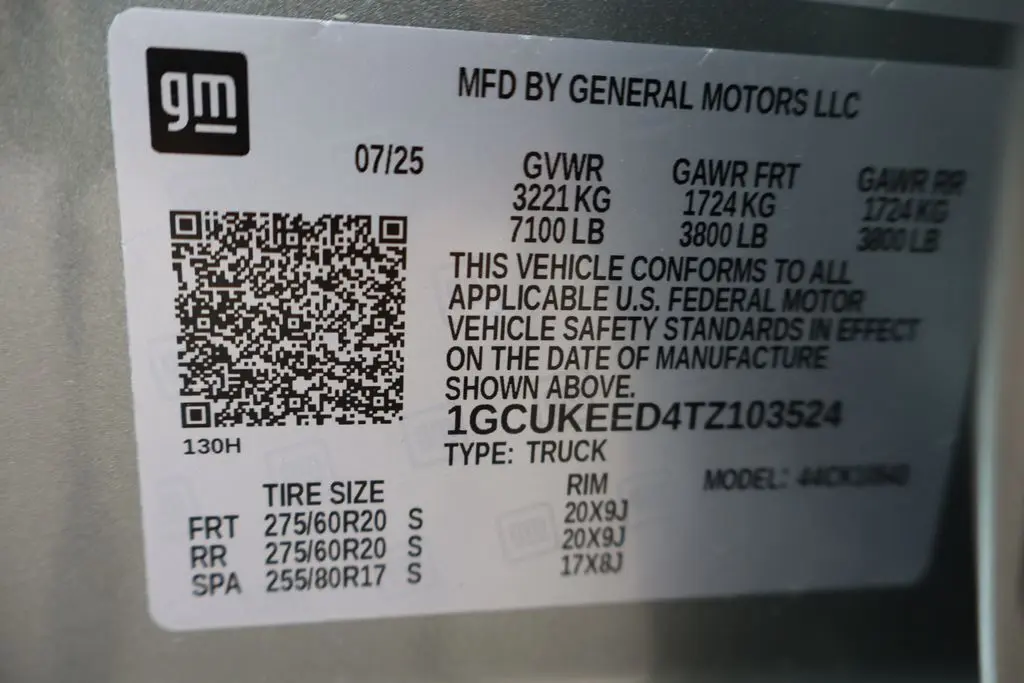 gm
MFD BY GENERAL MOTORS LLC
07/25
GVWR GAWR FRT GAWR RR
3221 KG 1724 KG 1724 KG
7100 LB 3800 LB 3800 LB
THIS VEHICLE CONFORMS TO ALL
APPLICABLE U.S. FEDERAL MOTOR
VEHICLE SAFETY STANDARDS IN EFFECT
ON THE DATE OF MANUFACTURE
SHOWN ABOVE.
1GCUKEED4TZ103524
130H
TYPE: TRUCK
MODEL:
TIRE SIZE RIM
FRT 275/60R20 S 20X9J
RR 275/60R20 S 20X9J
SPA 255/80R17 S 17X8J